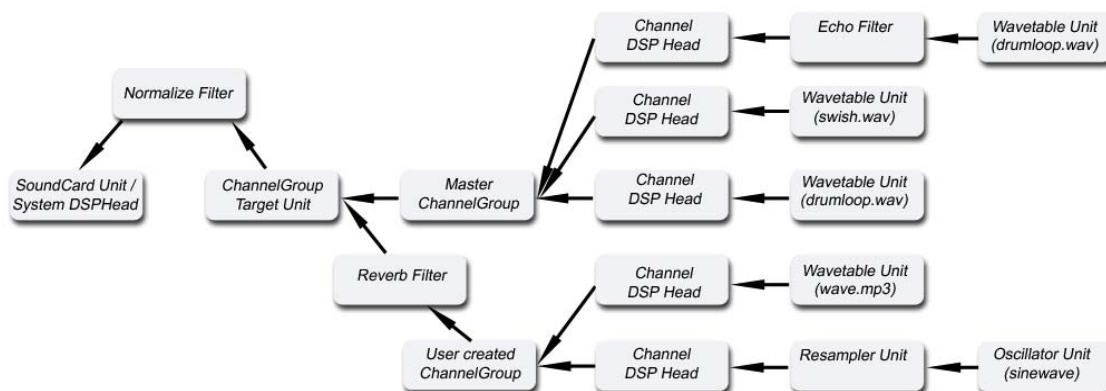 Channel
DSP Head
Echo Filter
Wavetable Unit
(drumloop.wav)
Normalize Filter
Channel
DSP Head
Wavetable Unit
(swish.wav)
SoundCard Unit /
System DSPHead
ChannelGroup
Target Unit
Master
ChannelGroup
Channel
DSP Head
Wavetable Unit
(drumloop.wav)
Reverb Filter
Channel
DSP Head
Wavetable Unit
(wave.mp3)
User created
ChannelGroup
Channel
DSP Head
Resampler Unit
Oscillator Unit
(sinewave)